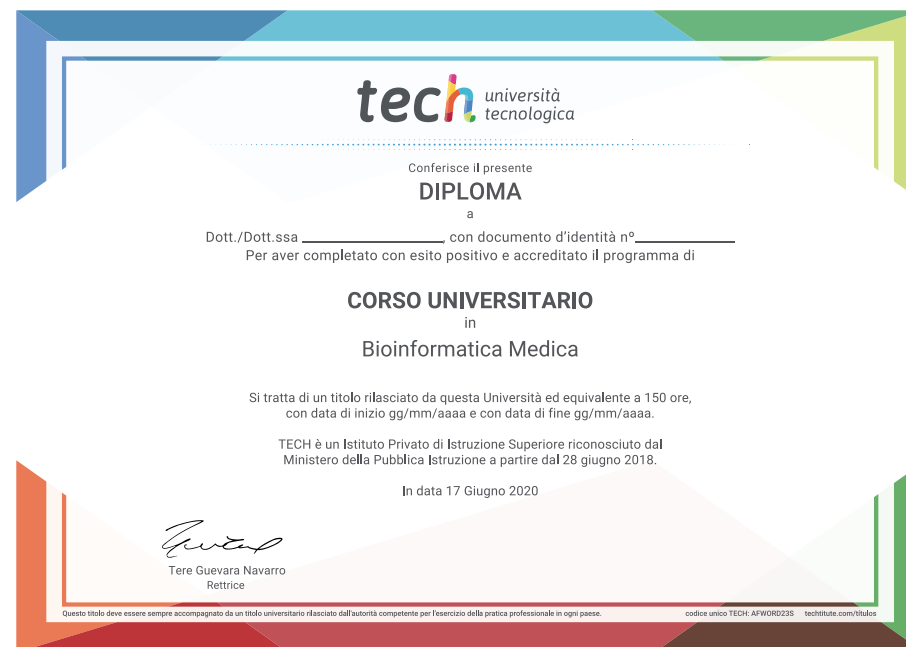 tech università
tecnologica
Conferisce il presente
DIPLOMA
a
Dott./Dott.ssa ________________, con documento d'identità nº____________
Per aver completato con esito positivo e accreditato il programma di
CORSO UNIVERSITARIO
in
Bioinformatica Medica
Si tratta di un titolo rilasciato da questa Università ed equivalente a 150 ore,
con data di inizio gg/mm/aaaa e con data di fine gg/mm/aaaa.
TECH è un Istituto Privato di Istruzione Superiore riconosciuto dal
Ministero della Pubblica Istruzione a partire dal 28 giugno 2018.
In data 17 Giugno 2020
Tere Guevara Navarro
Rettrice
Questo titolo deve essere sempre accompagnato da un titolo universitario rilasciato dall'autorità competente per l'esercizio della pratica professionale in ogni paese. codice unico TECH: AFWORD23S techtitute.com/titulos